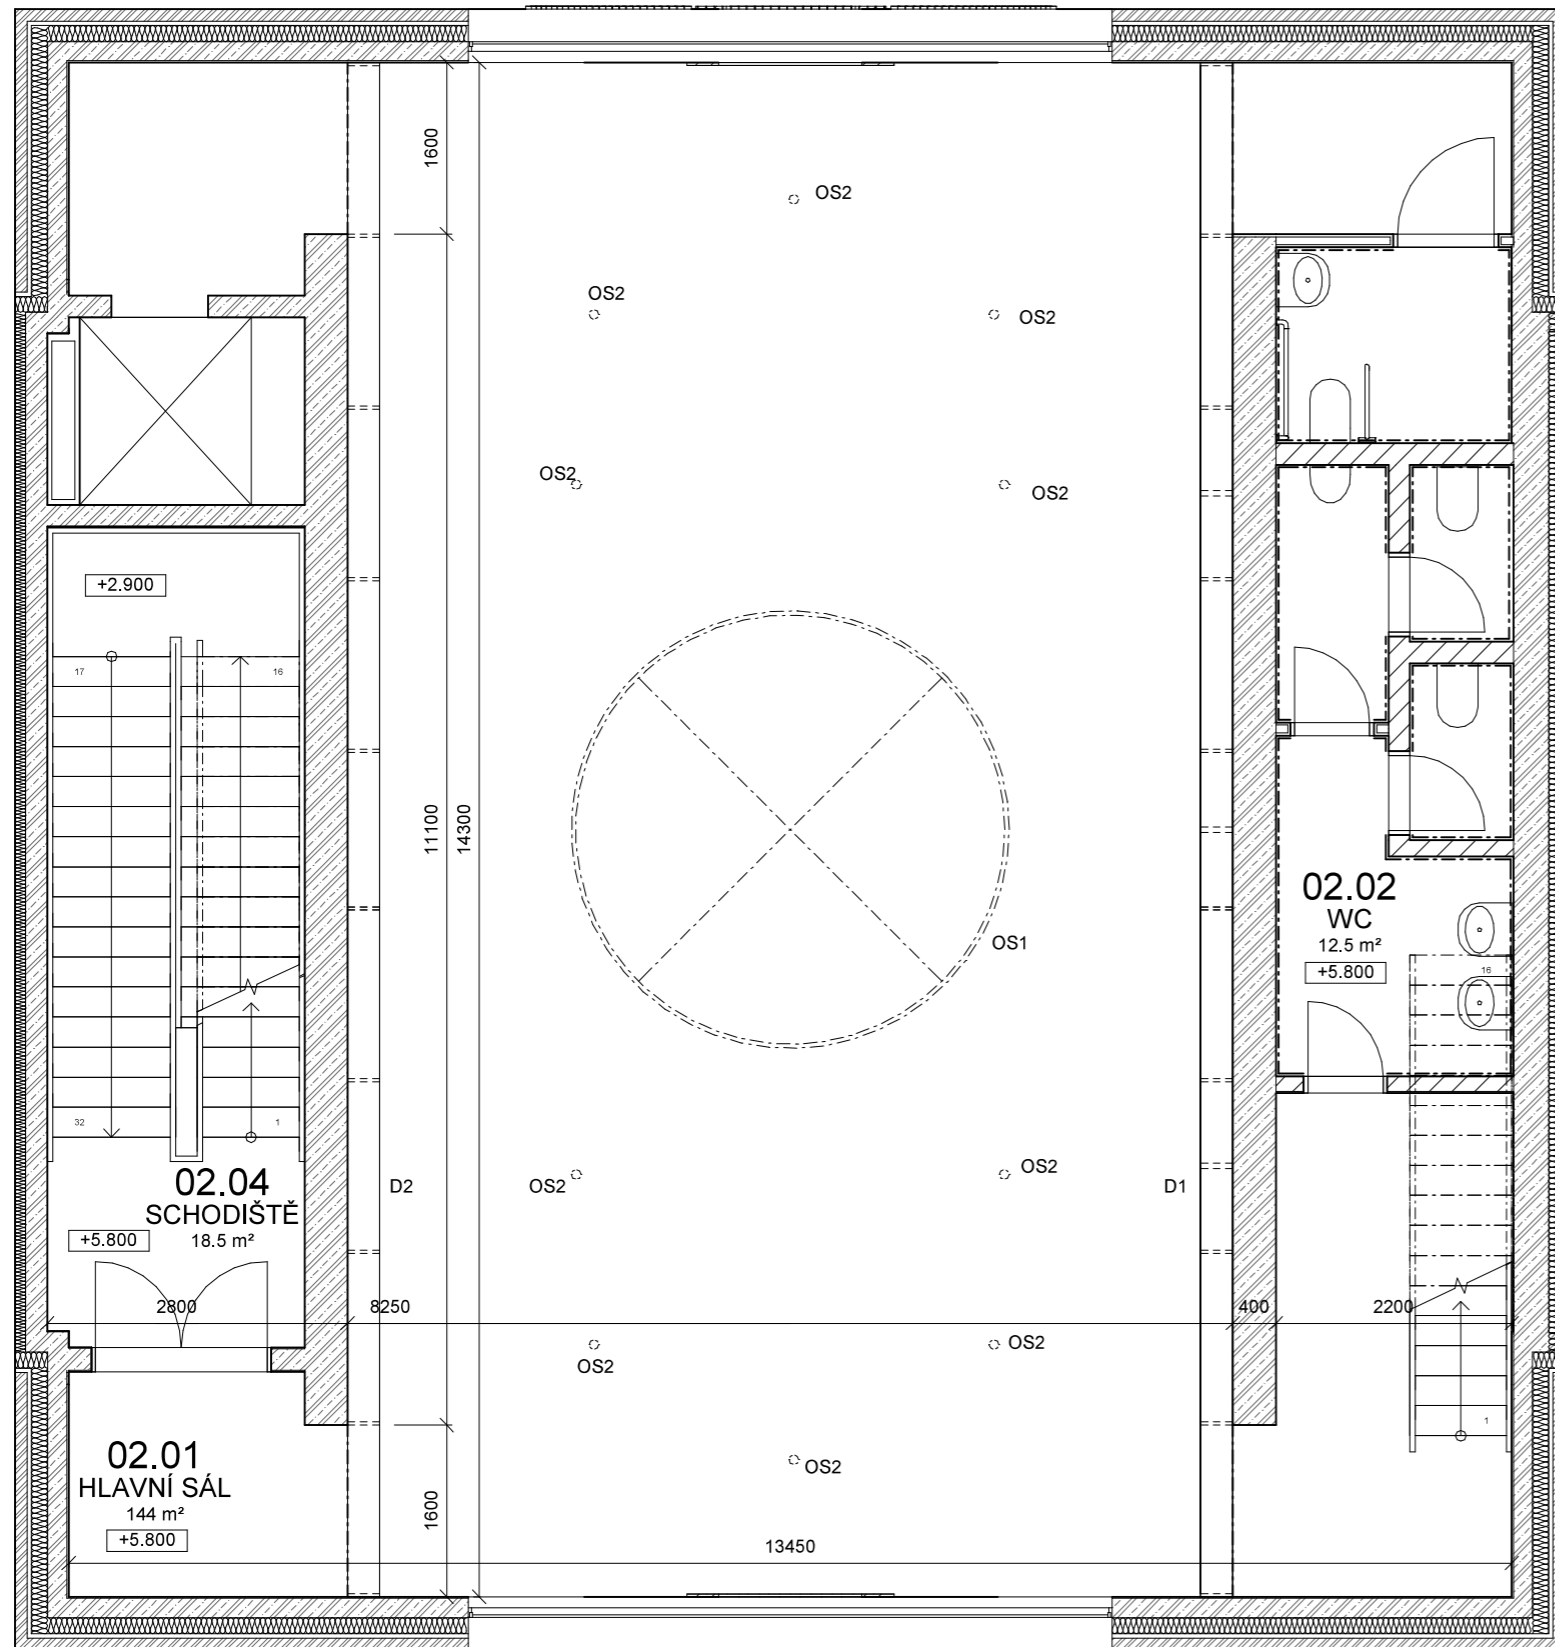 1600
OS2
OS2
OS2
OS2
OS2
+2.900
17
16
11100
14300
02.02
WC
12.5 m²
+5.800
16
OS1
32
1
02.04
SCHODIŠTĚ
18.5 m²
+5.800
D2
OS2
OS2
D1
2800
8250
400
2200
OS2
OS2
1
02.01
HLAVNÍ SÁL
144 m²
+5.800
OS2
1600
13450